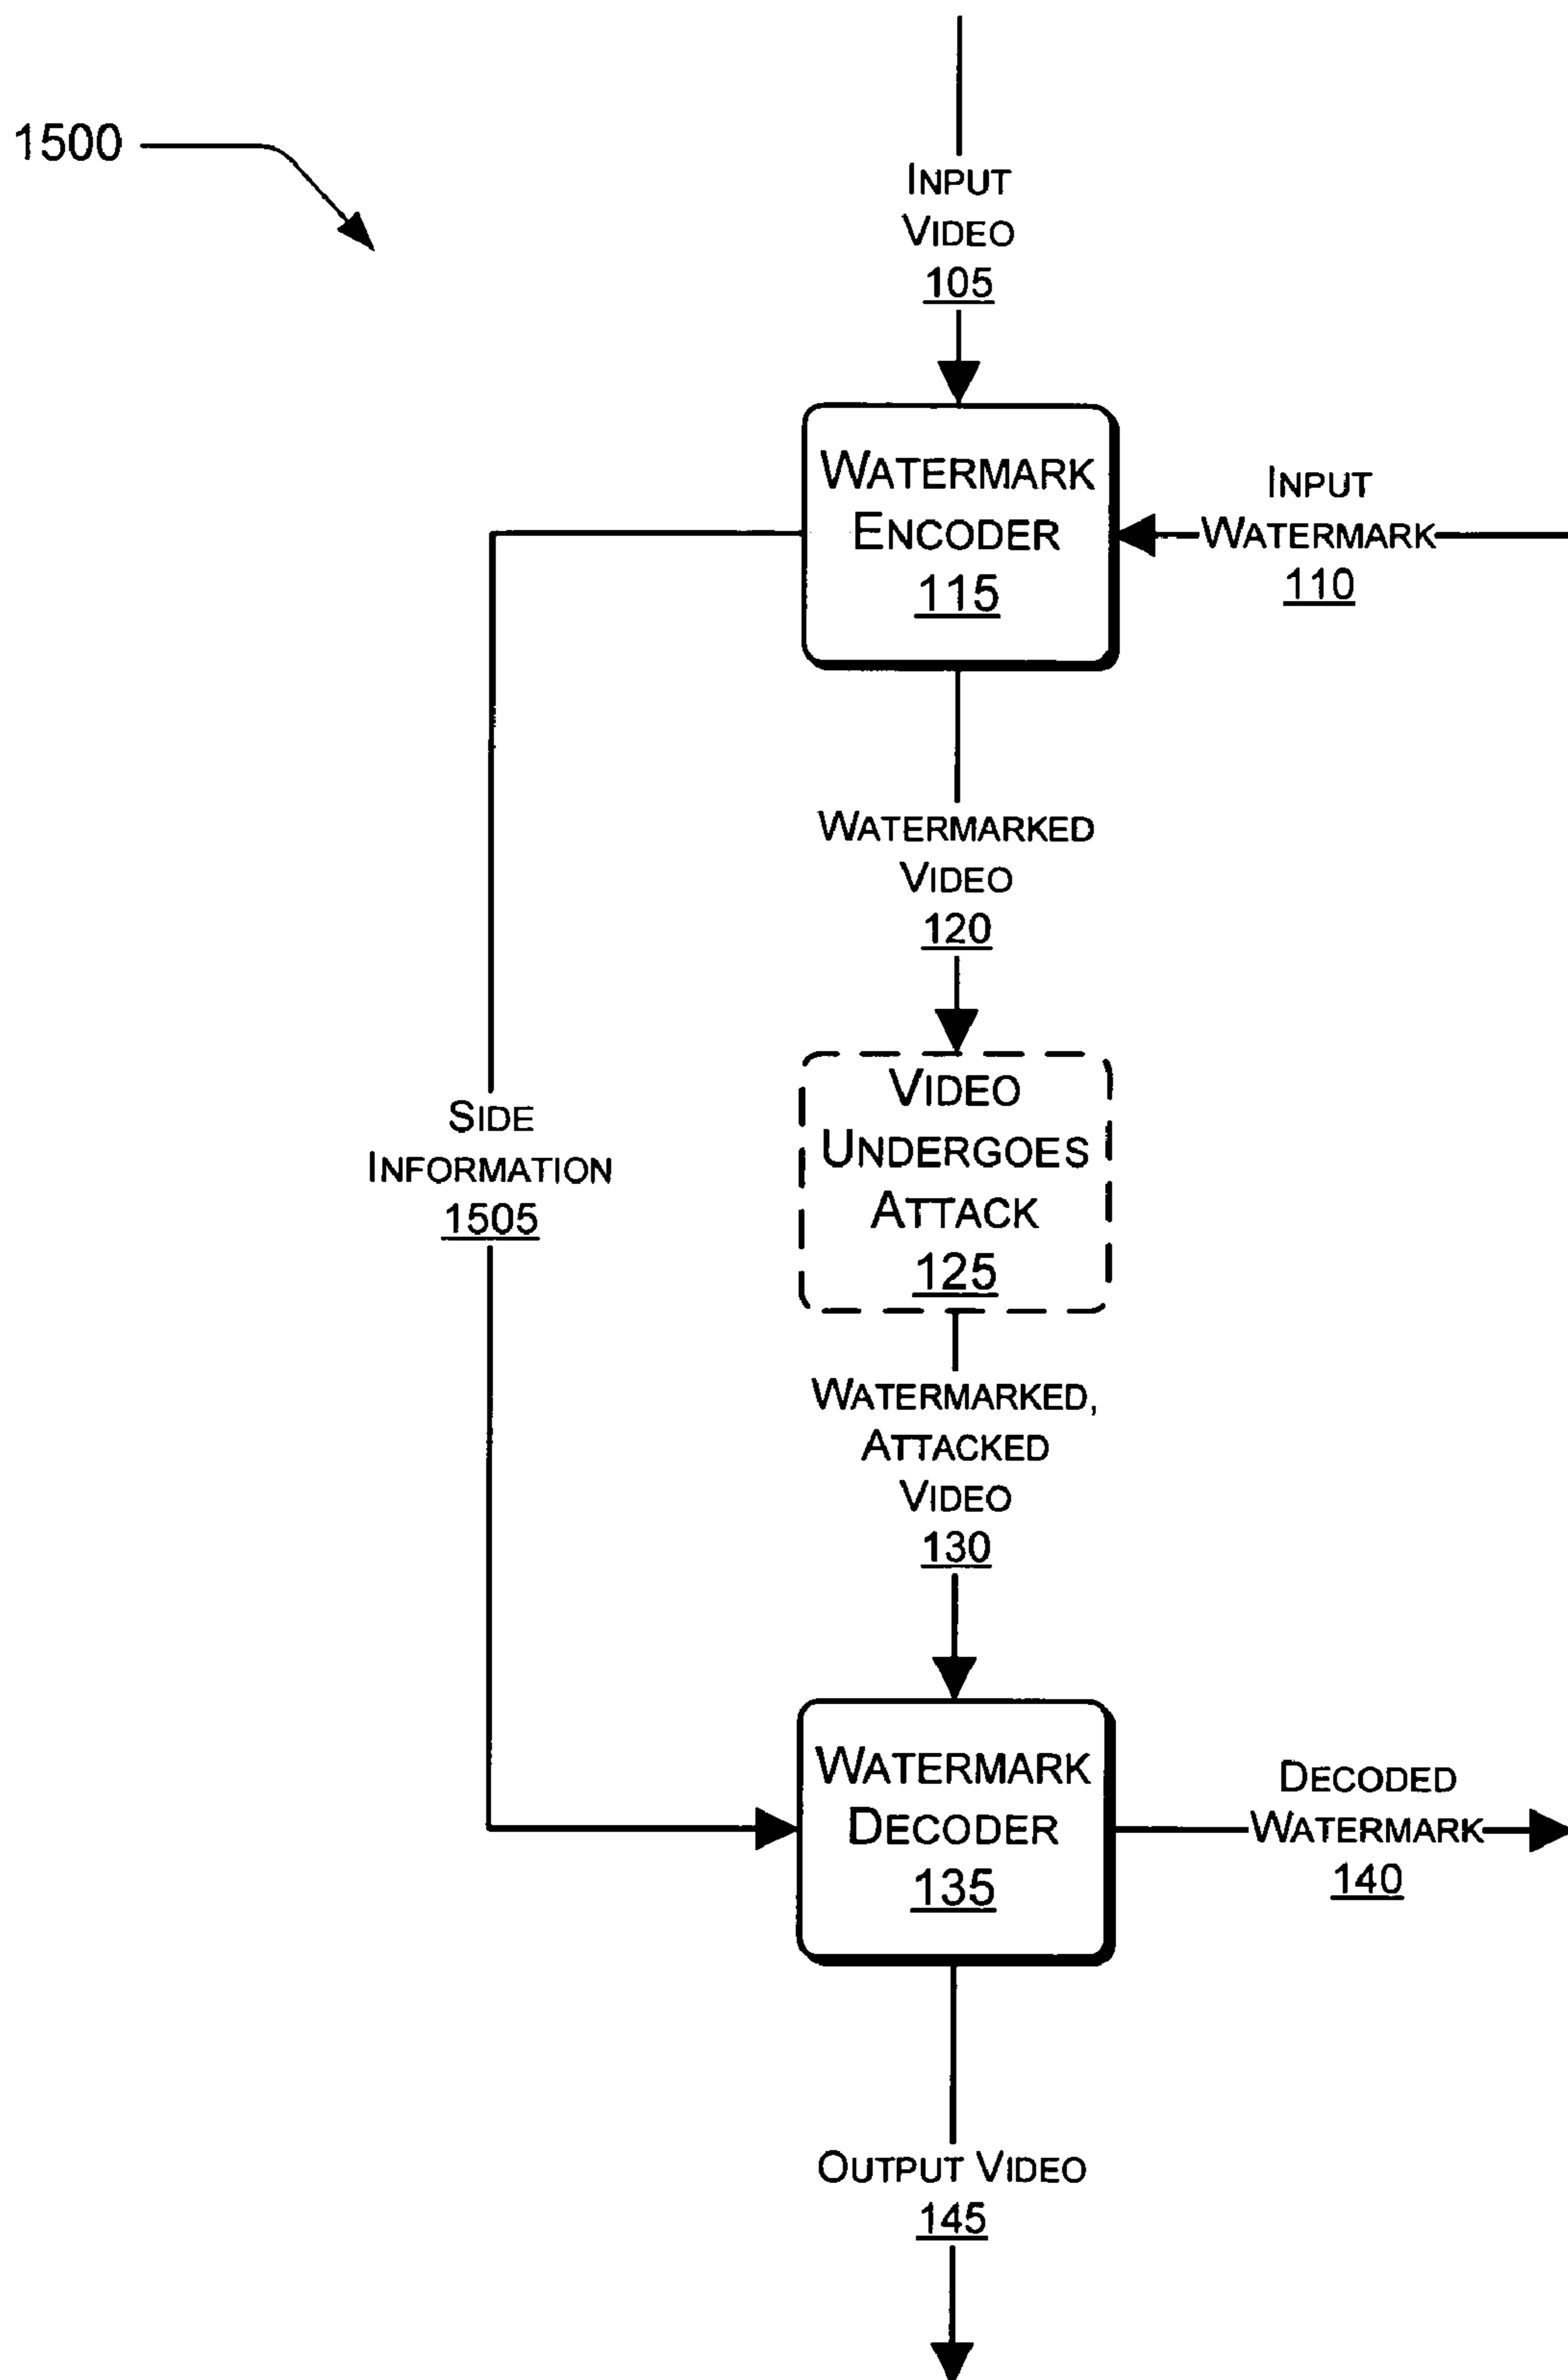 1500
INPUT
VIDEO
105
WATERMARK
ENCODER
115
INPUT
WATERMARK
110
WATERMARKED
VIDEO
120
SIDE
INFORMATION
1505
VIDEO
UNDERGOES
ATTACK
125
WATERMARKED,
ATTACKED
VIDEO
130
WATERMARK
DECODER
135
DECODED
WATERMARK
140
OUTPUT VIDEO
145